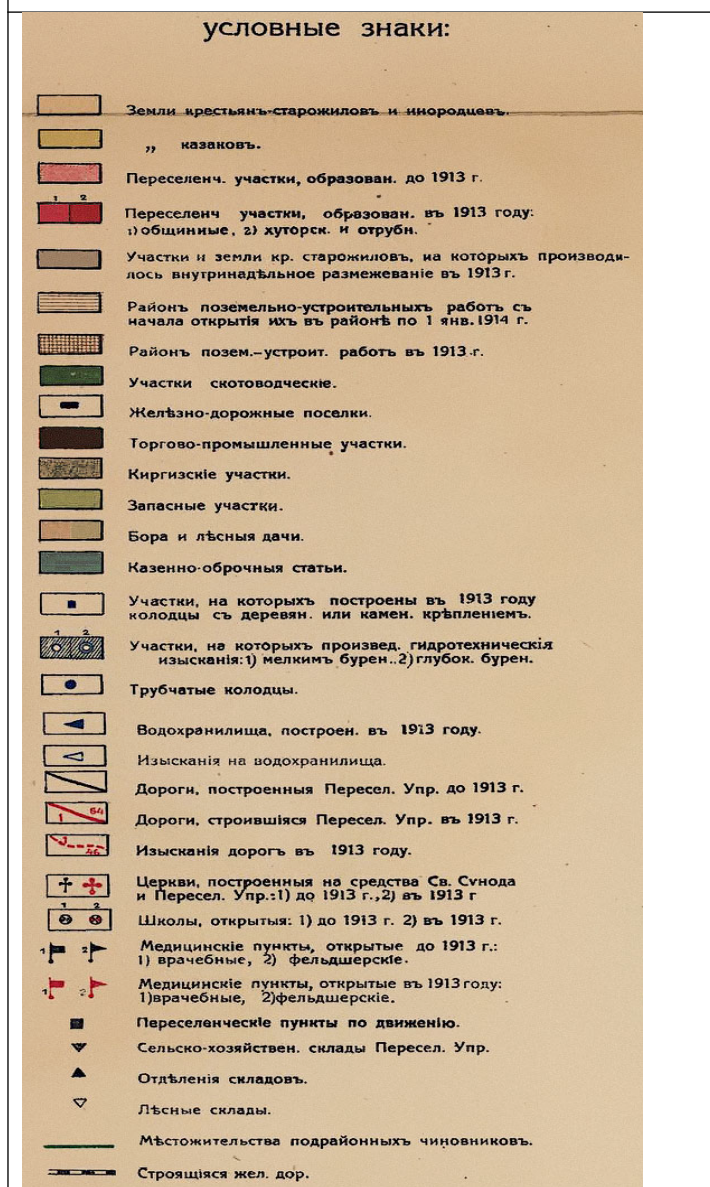 условные знаки:
Земли крестьянъ-старожиловъ и инородцевъ.
„ казаковъ.
Переселенч. участки, образован. до 1913 г.
1 2
Переселенч участки, образован. въ 1913 году:
1) общинные, 2) хуторск. и отрубн.
Участки и земли кр. старожиловъ, на которыхъ производи-
лось внутринадѣльное размежеваніе въ 1913 г.
Районъ поземельно-устроительныхъ работъ съ
начала открытія ихъ въ районѣ по 1 янв. 1914 г.
Районъ позем.-устроит. работъ въ 1913 г.
Участки скотоводческіе.
Желѣзно-дорожные поселки.
Торгово-промышленные участки.
Киргизскіе участки.
Запасные участки.
Бора и лѣсныя дачи.
Казенно-оброчныя статьи.
Участки, на которыхъ построены въ 1913 году
колодцы съ деревян. или камен. крѣпленіемъ.
1 2
Участки, на которыхъ произвед. гидротехническія
изысканія: 1) мелкимъ бурен.. 2) глубок. бурен.
Трубчатые колодцы.
Водохранилища, построен. въ 1913 году.
Изысканія на водохранилища.
Дороги, построенныя Пересел. Упр. до 1913 г.
1 64
Дороги, строившіяся Пересел. Упр. въ 1913 г.
46
Изысканія дорогъ въ 1913 году.
Церкви, построенныя на средства Св. Сѵнода
и Пересел. Упр.: 1) до 1913 г., 2) въ 1913 г
1 2
Школы, открытыя: 1) до 1913 г. 2) въ 1913 г.
1 2
Медицинскіе пункты, открытые до 1913 г.:
1) врачебные, 2) фельдшерскіе.
1 2
Медицинскіе пункты, открытые въ 1913 году:
1) врачебные, 2) фельдшерскіе.
Переселенческіе пункты по движенію.
Сельско-хозяйствен. склады Пересел. Упр.
Отдѣленія складовъ.
Лѣсные склады.
Мѣстожительства подрайонныхъ чиновниковъ.
Строящіяся жел. дор.